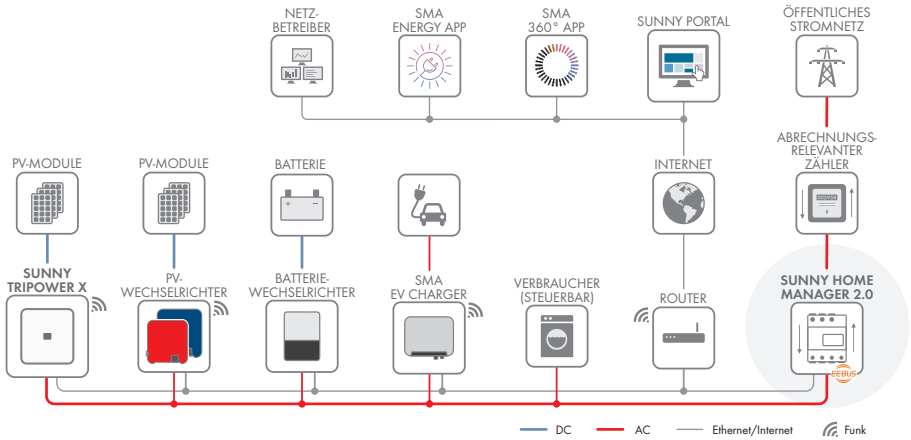 NETZ-
BETREIBER
SMA
ENERGY APP
SMA
360° APP
SUNNY PORTAL
ÖFFENTLICHES
STROMNETZ
PV-MODULE
PV-MODULE
BATTERIE
INTERNET
ABRECHNUNGS-
RELEVANTER
ZÄHLER
SUNNY
TRIPOWER X
PV-
WECHSELRICHTER
BATTERIE-
WECHSELRICHTER
SMA
EV CHARGER
VERBRAUCHER
(STEUERBAR)
ROUTER
SUNNY HOME
MANAGER 2.0
EEBUS
DC
AC
Ethernet/Internet
Funk